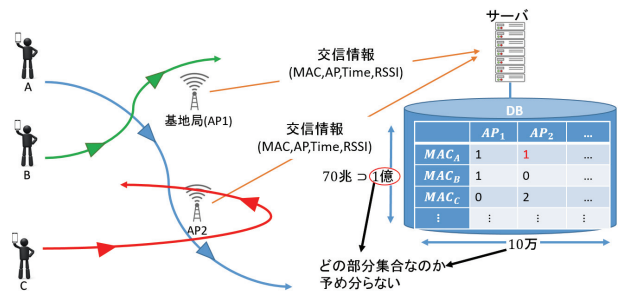 サーバ
交信情報
(MAC,AP,Time,RSSI)
A
基地局(AP1)
交信情報
(MAC,AP,Time,RSSI)
B
AP2
C
DB
AP1 AP2 ...
MACA 1 1 ...
MACB 1 0 ...
MACC 0 2 ...
⋮ ⋮ ⋮ ⋮
70兆 ⊃ 1億
10万
どの部分集合なのか
予め分らない